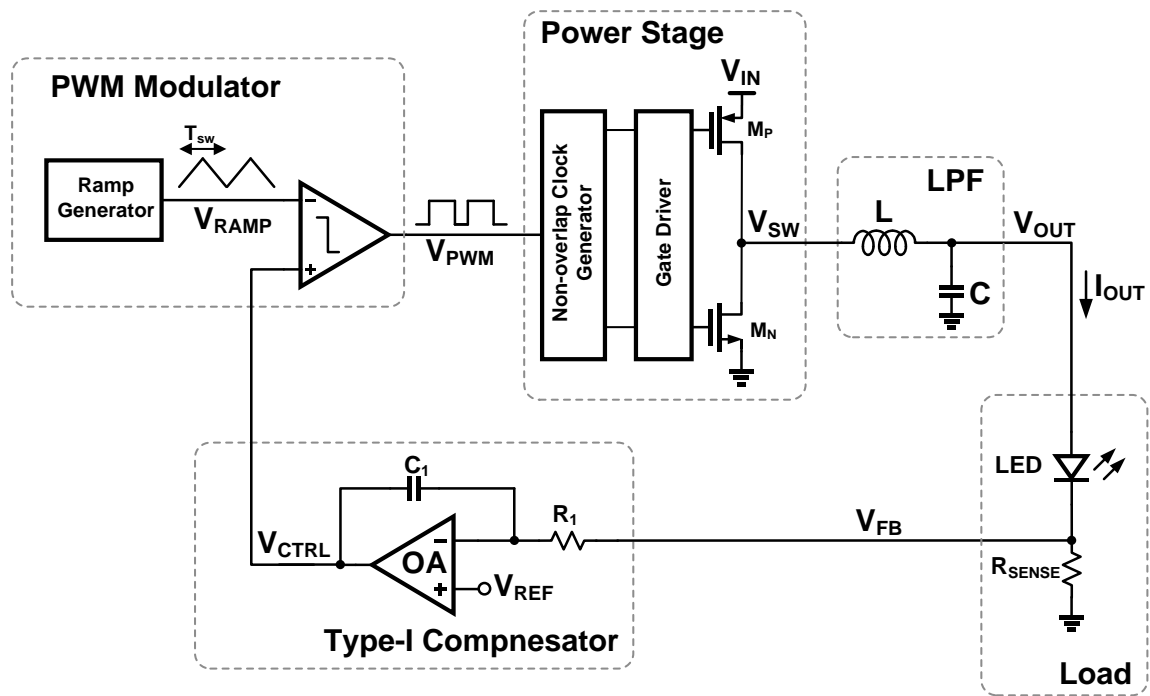 Power Stage
PWM Modulator
Tsw
Ramp
Generator
VRAMP
−
+
VPWM
Non-overlap Clock
Generator
Gate Driver
VIN
MP
VSW
MN
LPF
L
C
VOUT
IOUT
LED
VFB
RSENSE
Load
C1
R1
VCTRL
OA
−
+
VREF
Type-I Compnesator